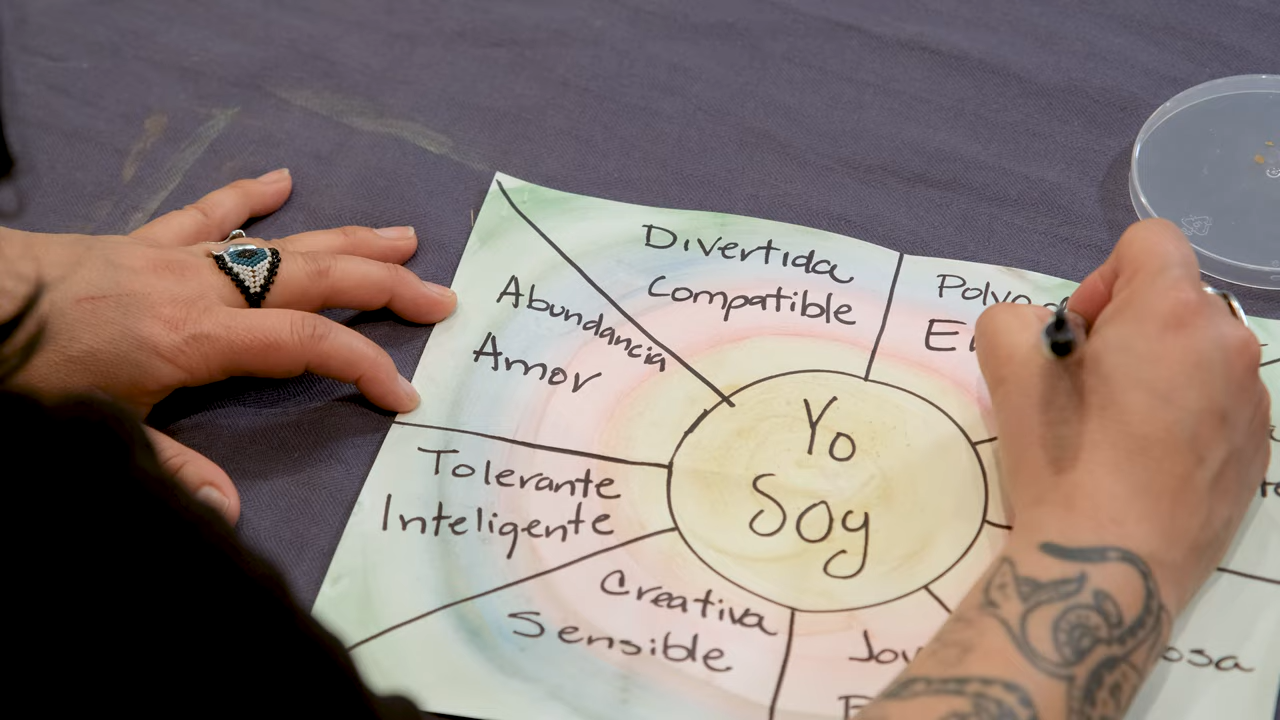 Divertida
Compatible
Abundancia
Amor
Polvo
Yo
Soy
Tolerante
Inteligente
Creativa
Sensible